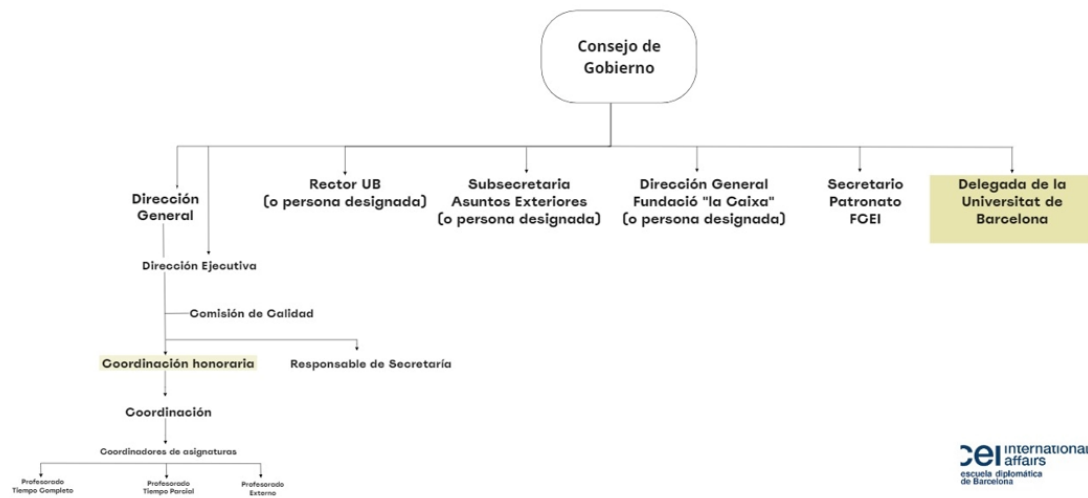 Consejo de
Gobierno
Dirección
General
Rector UB
(o persona designada)
Subsecretaria
Asuntos Exteriores
(o persona designada)
Dirección General
Fundació "la Caixa"
(o persona designada)
Secretario
Patronato
FCEI
Delegada de la
Universitat de
Barcelona
Dirección Ejecutiva
Comisión de Calidad
Coordinación honoraria
Responsable de Secretaría
Coordinación
Coordinadores de asignaturas
Profesorado
Tiempo Completo
Profesorado
Tiempo Parcial
Profesorado
Externo
cei international
affairs
escuela diplomática
de Barcelona